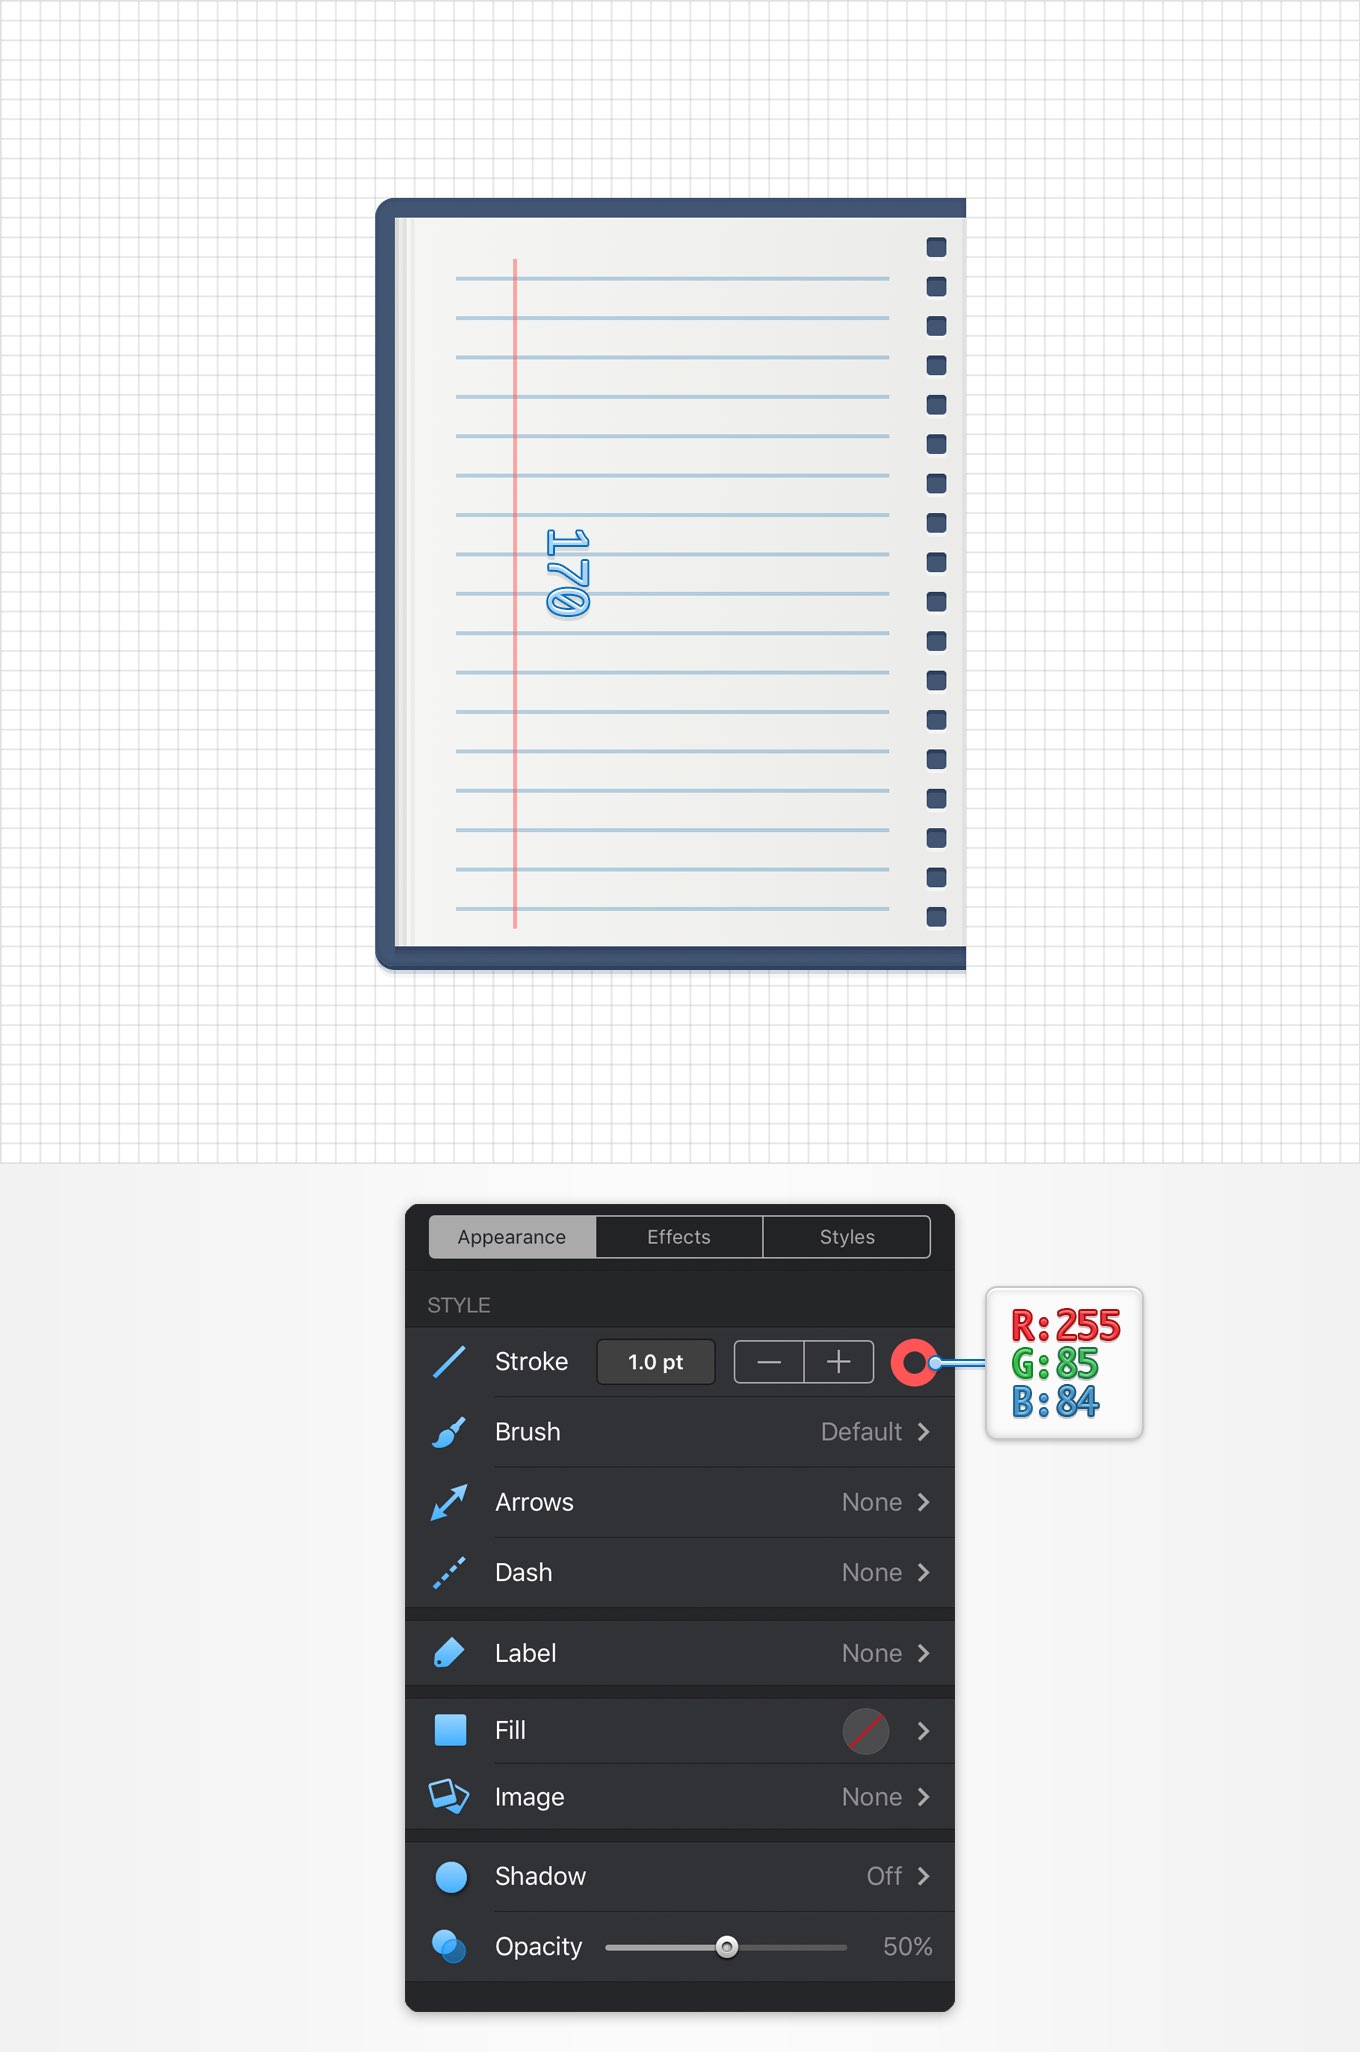 170
Appearance Effects Styles
STYLE
Stroke 1.0 pt
R: 255
G: 85
B: 84
Brush Default
Arrows None
Dash None
Label None
Fill
Image None
Shadow Off
Opacity 50%